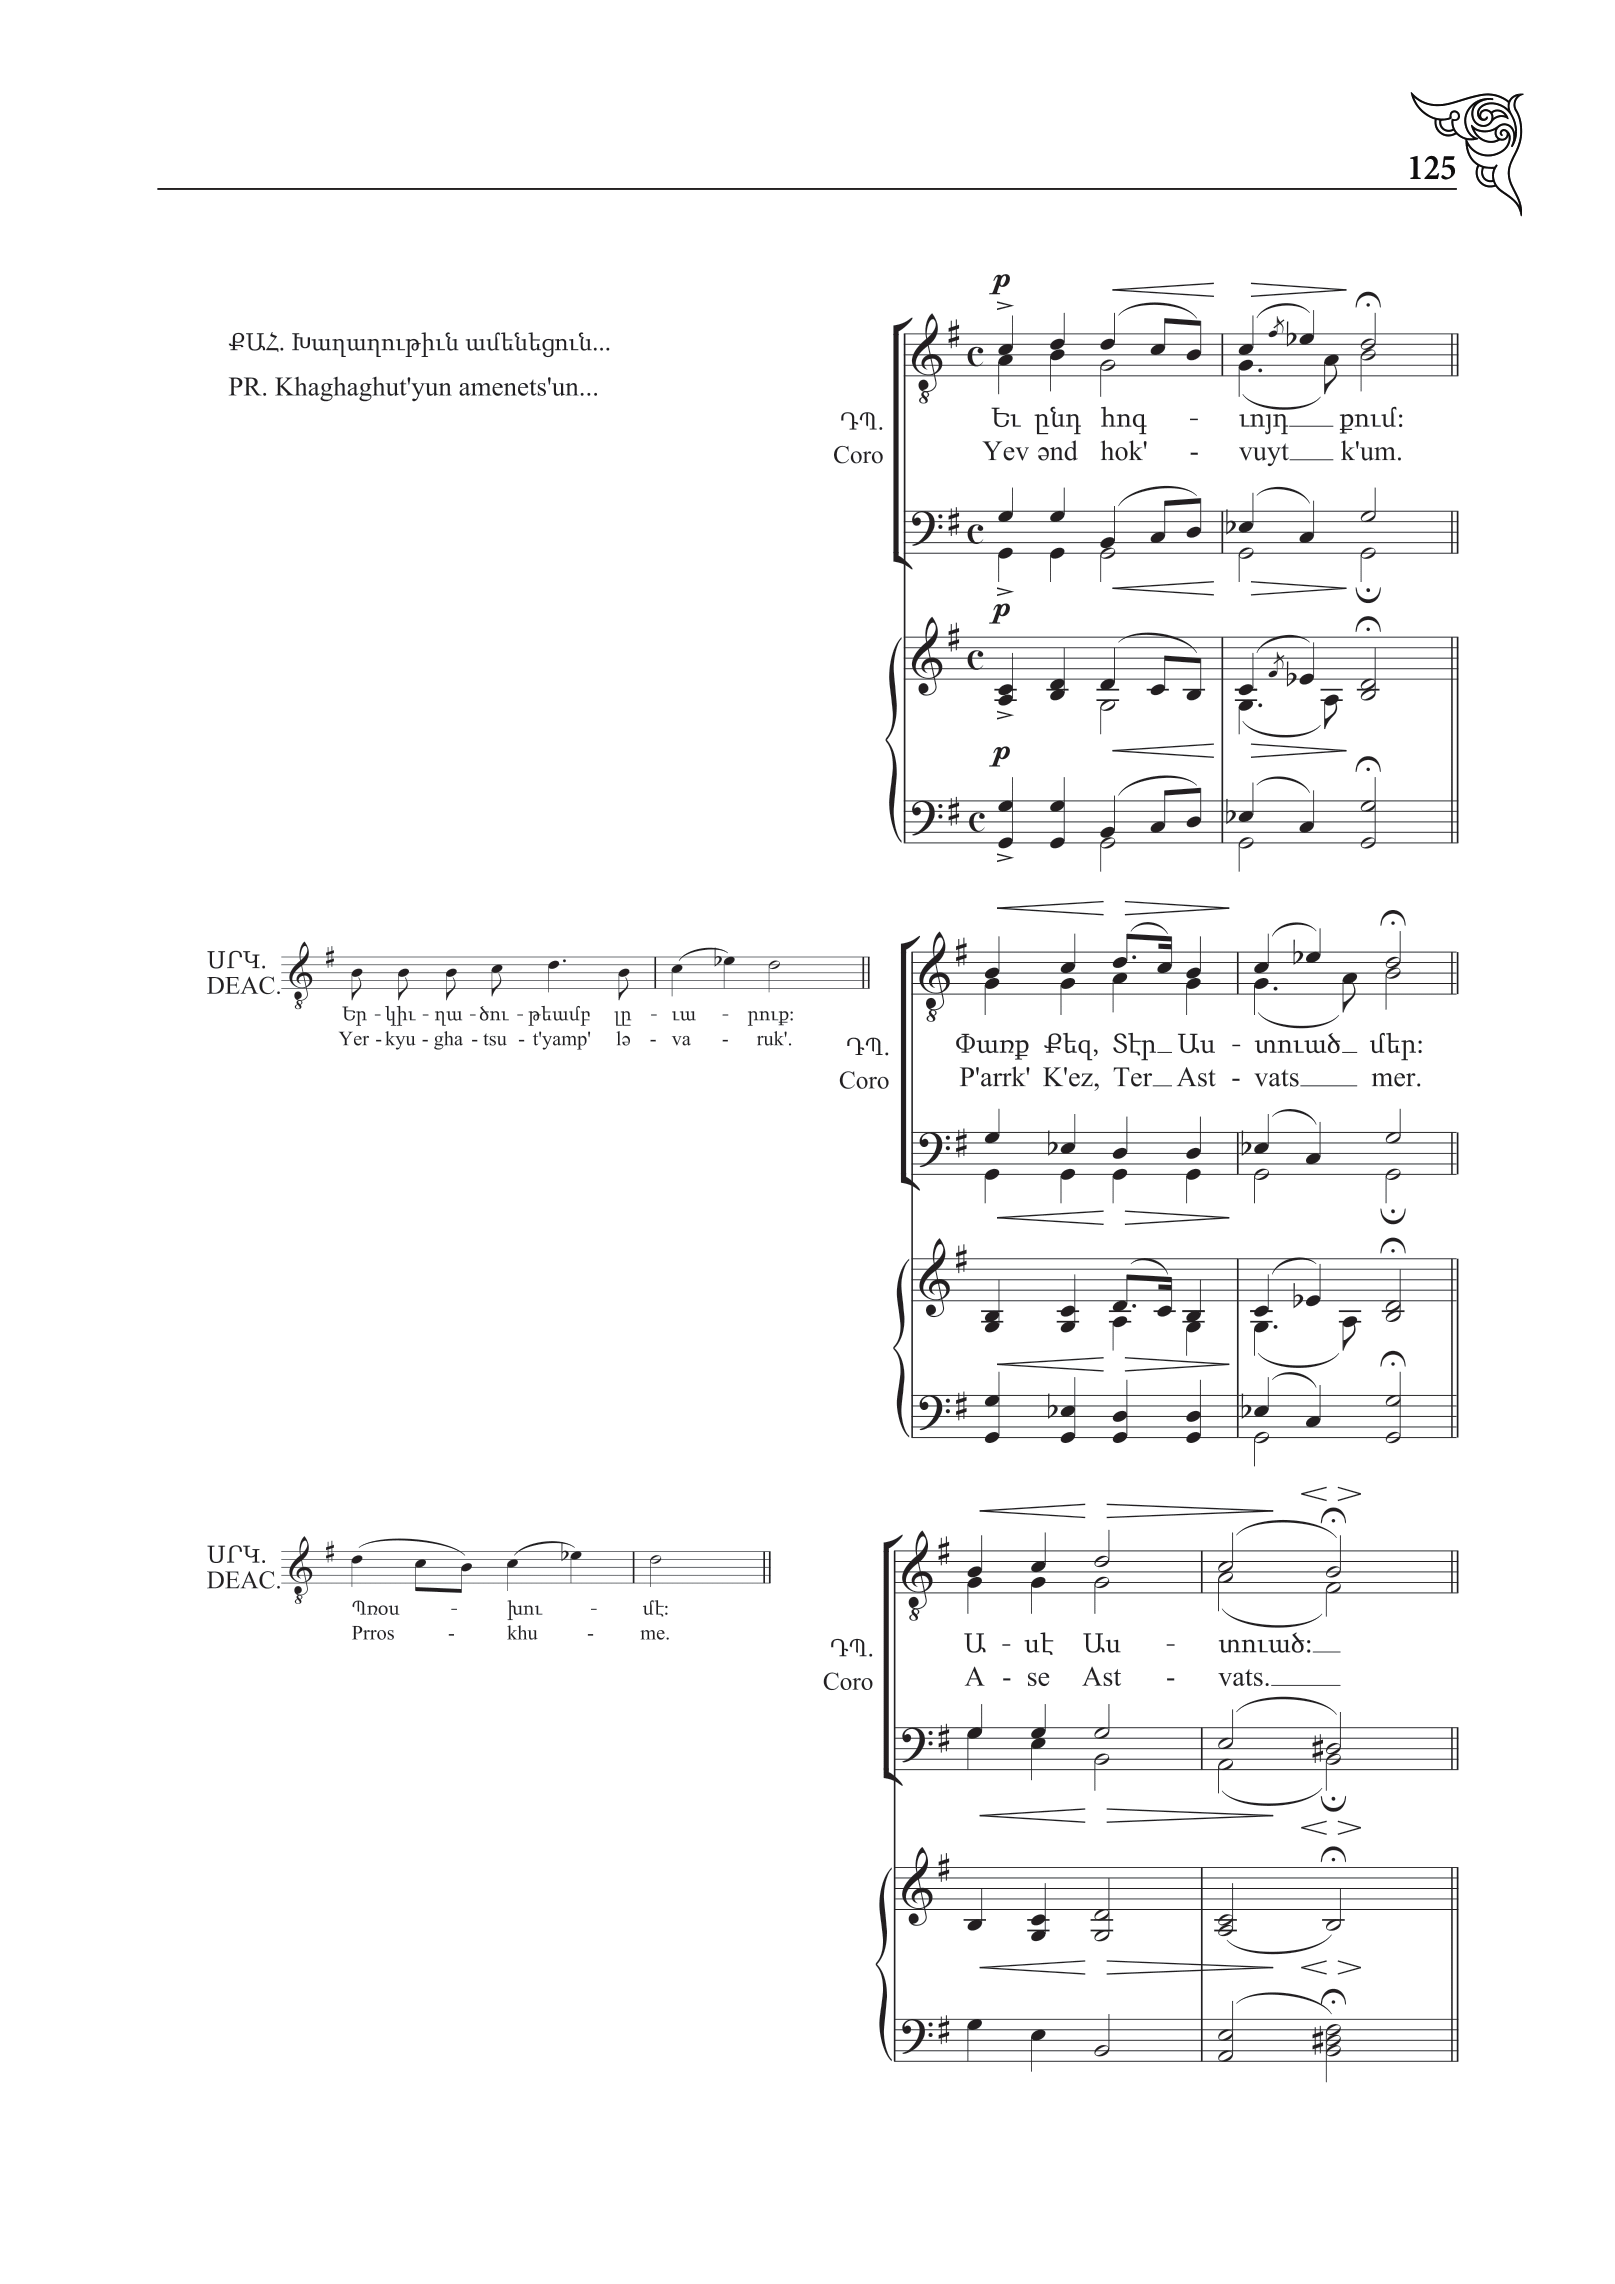 125
ՔԱՀ. Խաղաղութիւն ամենեցուն...
PR. Khaghaghut'yun amenets'un...
p
ԴՊ. Եւ ընդ հոգ - ւոյդ քում:
Coro Yev ənd hok' - vuyt k'um.
p
p
ՍՐԿ.
DEAC.
Եր - կիւ - ղա - ծու - թեամբ լը - ւա - րուք:
Yer - kyu - gha - tsu - t'yamp' lə - va - ruk'.
ԴՊ. Փառք Քեզ, Տէր Աս - տուած մեր:
Coro P'arrk' K'ez, Ter Ast - vats mer.
ՍՐԿ.
DEAC.
Պռոս - խու - մէ:
Prros - khu - me.
ԴՊ. Ա - սէ Աս - տուած:
Coro A - se Ast - vats.